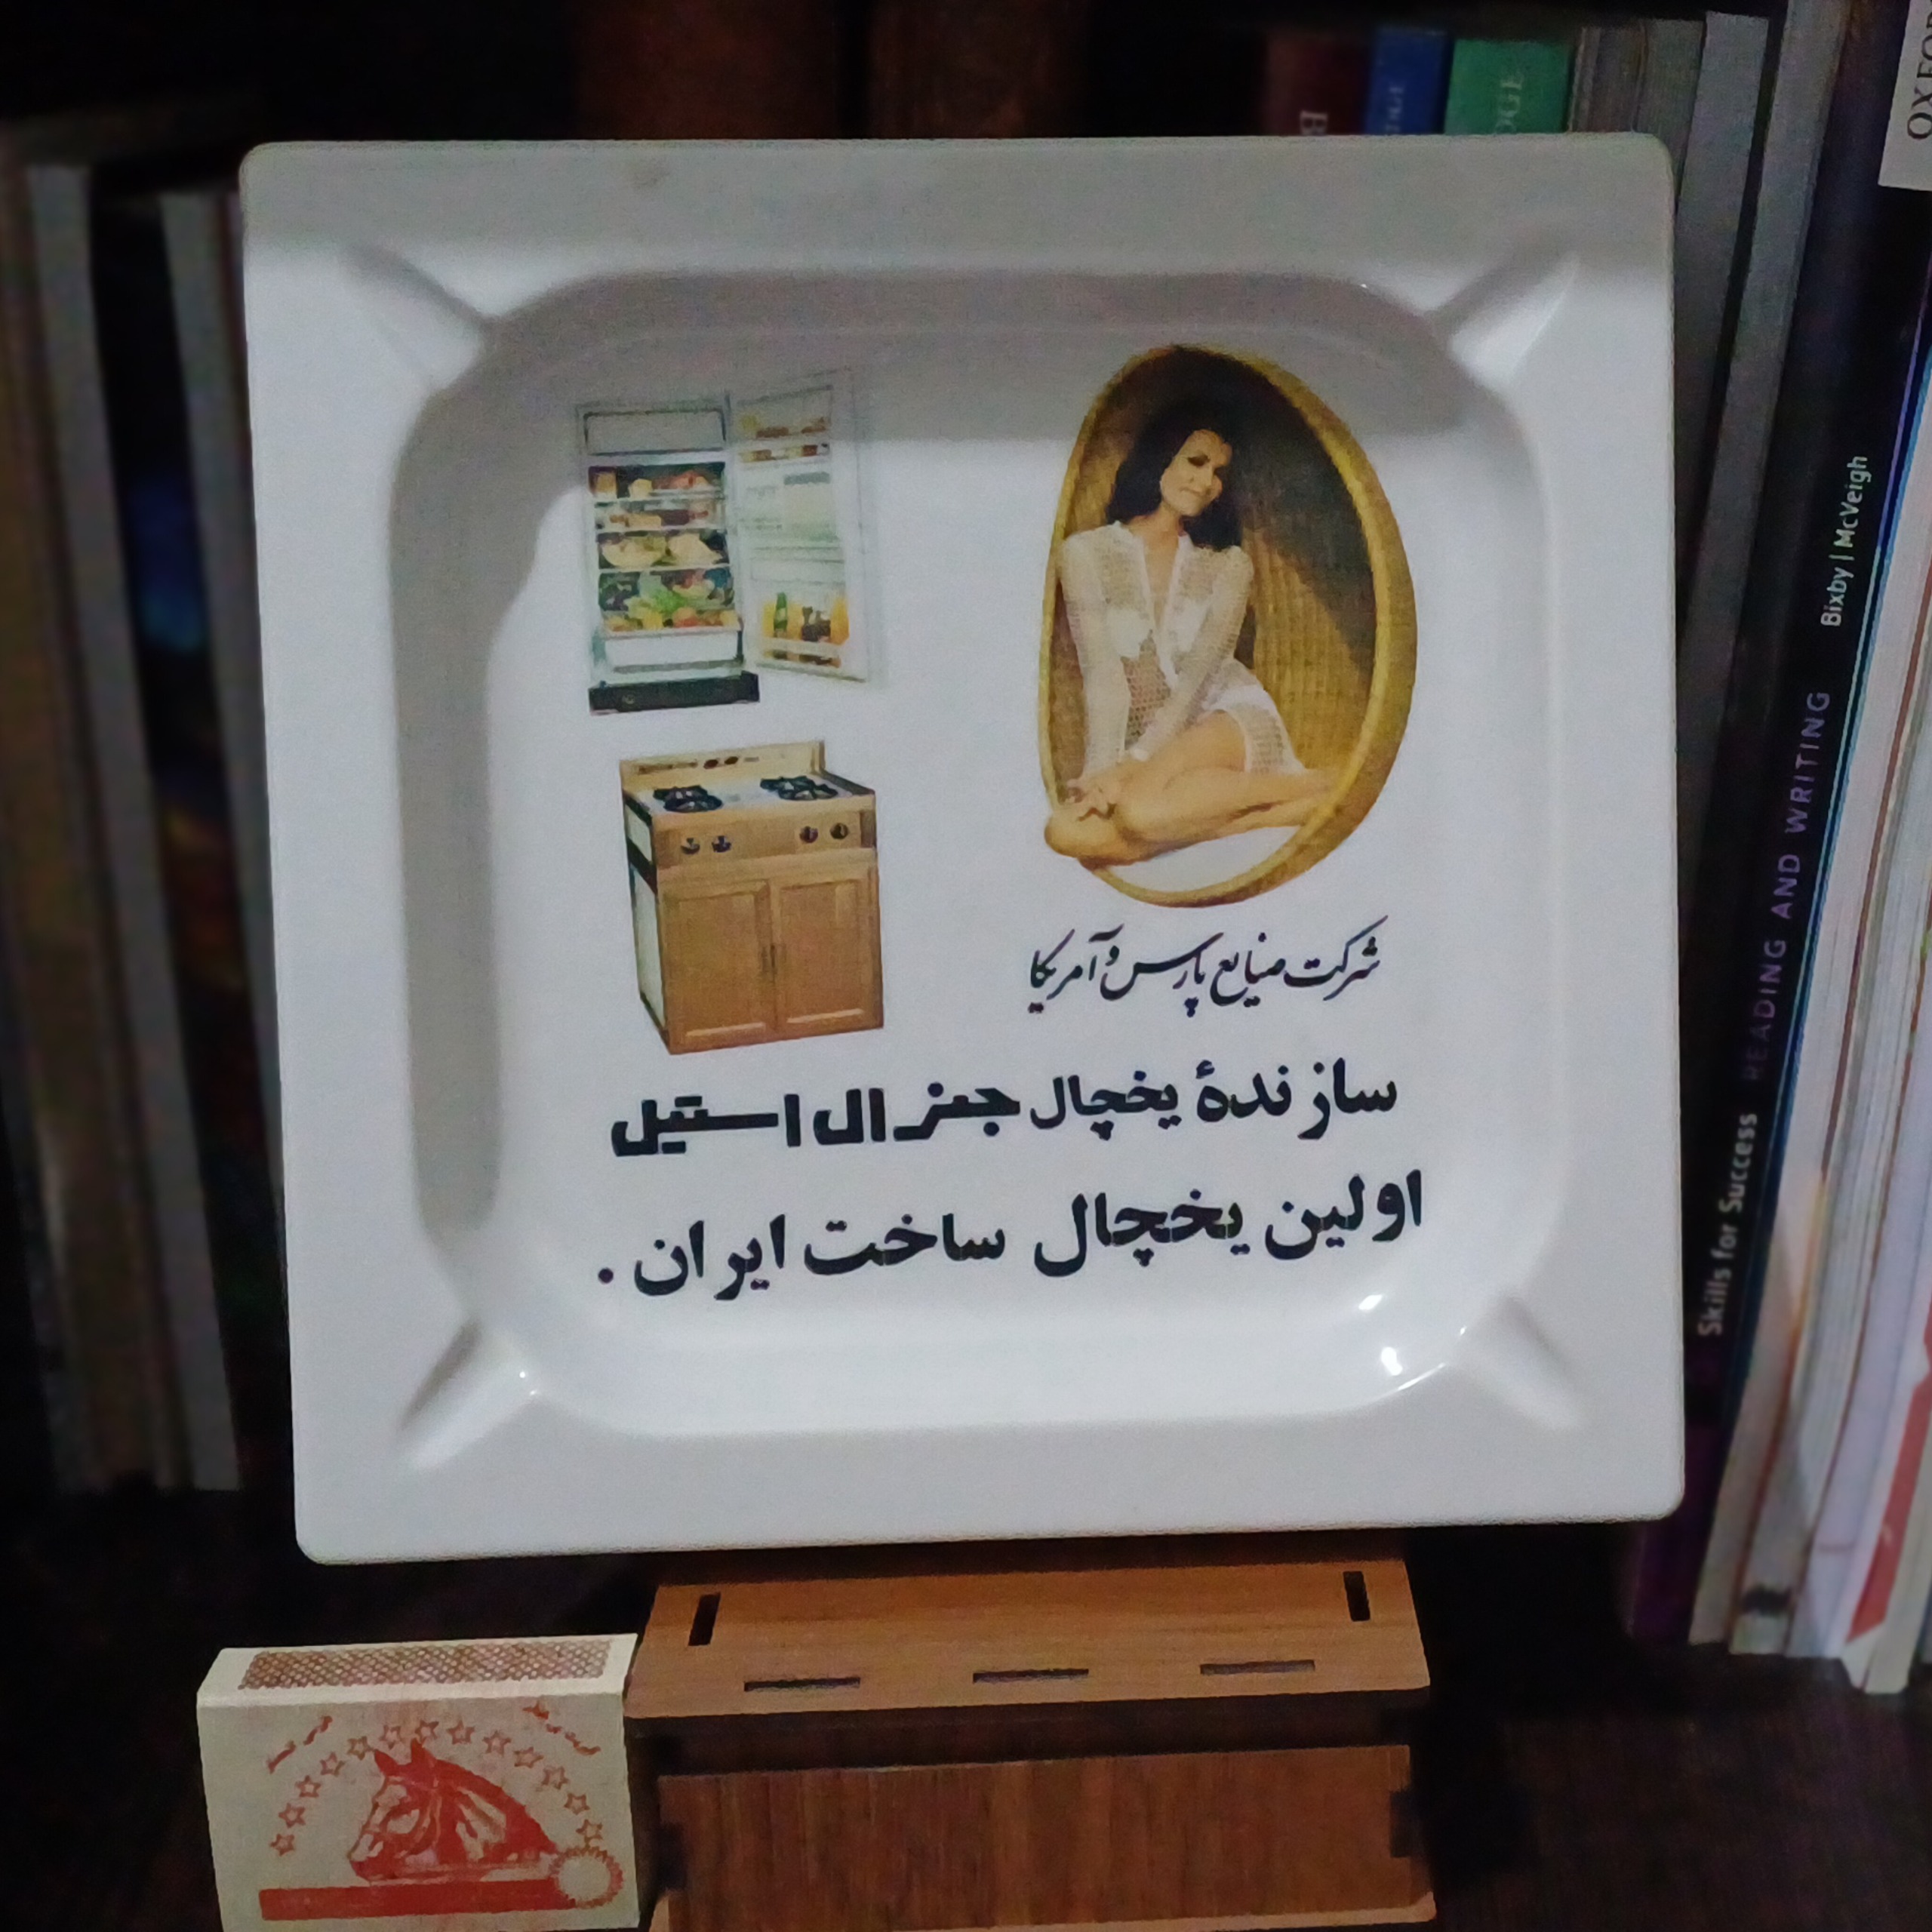 شرکت صنایع پارس و آمریکا
سازندهٔ یخچال جنرال استیل
اولین یخچال ساخت ایران .
Skills for Success READING AND WRITING Bixby | McVeigh